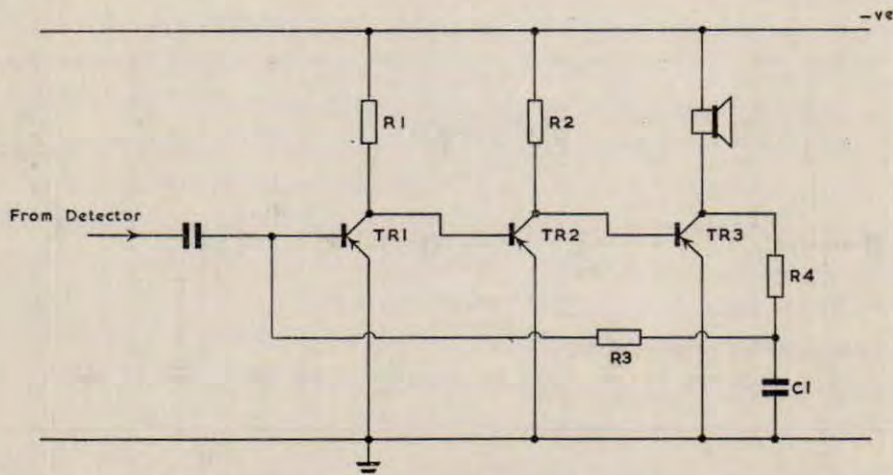 -ve
R1
R2
From Detector
TR1
TR2
TR3
R4
R3
C1